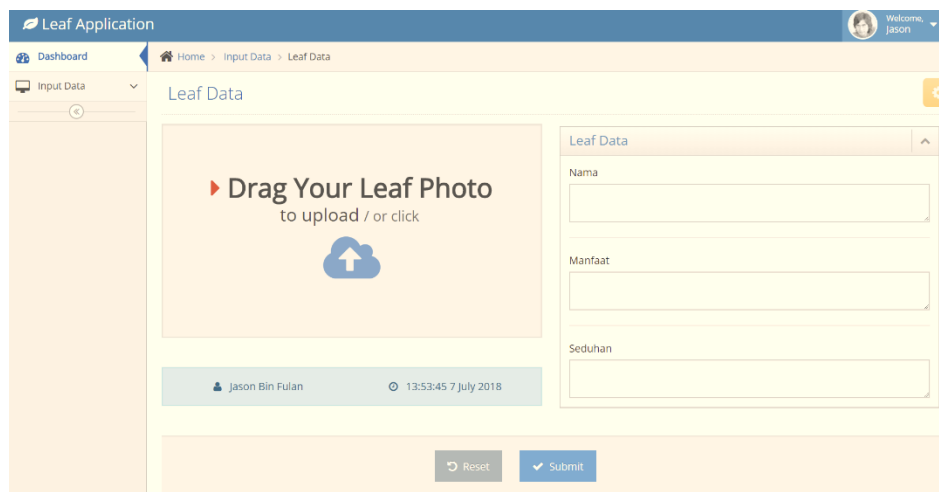 Leaf Application
Welcome,
Jason
Dashboard
Home > Input Data > Leaf Data
Input Data
Leaf Data
Drag Your Leaf Photo
to upload / or click
Leaf Data
Nama
Manfaat
Seduhan
Jason Bin Fulan
13:53:45 7 July 2018
Reset
Submit